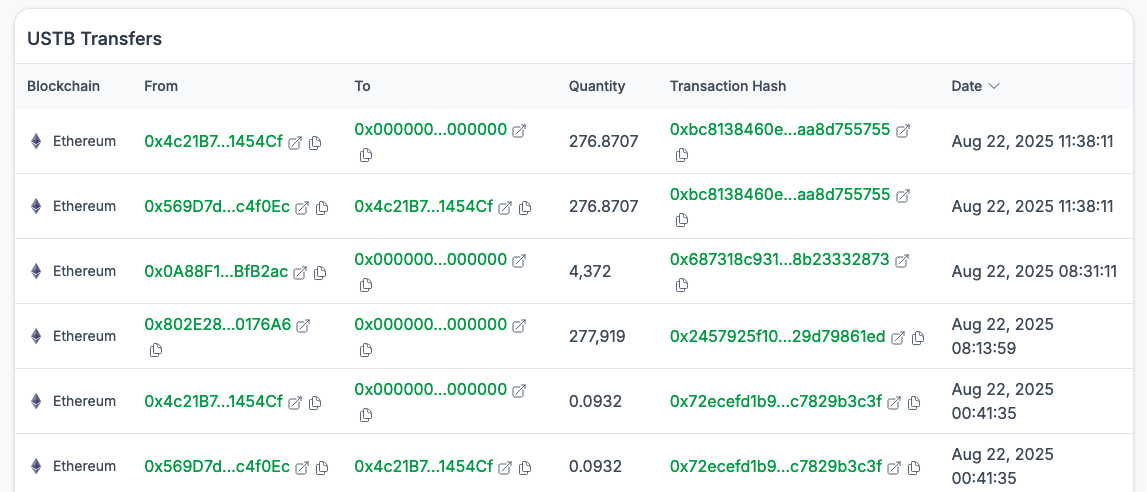 USTB Transfers
Blockchain From To Quantity Transaction Hash Date
Ethereum 0x4c21B7...1454Cf 0x000000...000000 276.8707 0xbc8138460e...aa8d755755 Aug 22, 2025 11:38:11
Ethereum 0x569D7d...c4f0Ec 0x4c21B7...1454Cf 276.8707 0xbc8138460e...aa8d755755 Aug 22, 2025 11:38:11
Ethereum 0x0A88F1...BfB2ac 0x000000...000000 4,372 0x687318c931...8b23332873 Aug 22, 2025 08:31:11
Ethereum 0x802E28...0176A6 0x000000...000000 277,919 0x2457925f10...29d79861ed Aug 22, 2025
08:13:59
Ethereum 0x4c21B7...1454Cf 0x000000...000000 0.0932 0x72ecefd1b9...c7829b3c3f Aug 22, 2025
00:41:35
Ethereum 0x569D7d...c4f0Ec 0x4c21B7...1454Cf 0.0932 0x72ecefd1b9...c7829b3c3f Aug 22, 2025
00:41:35